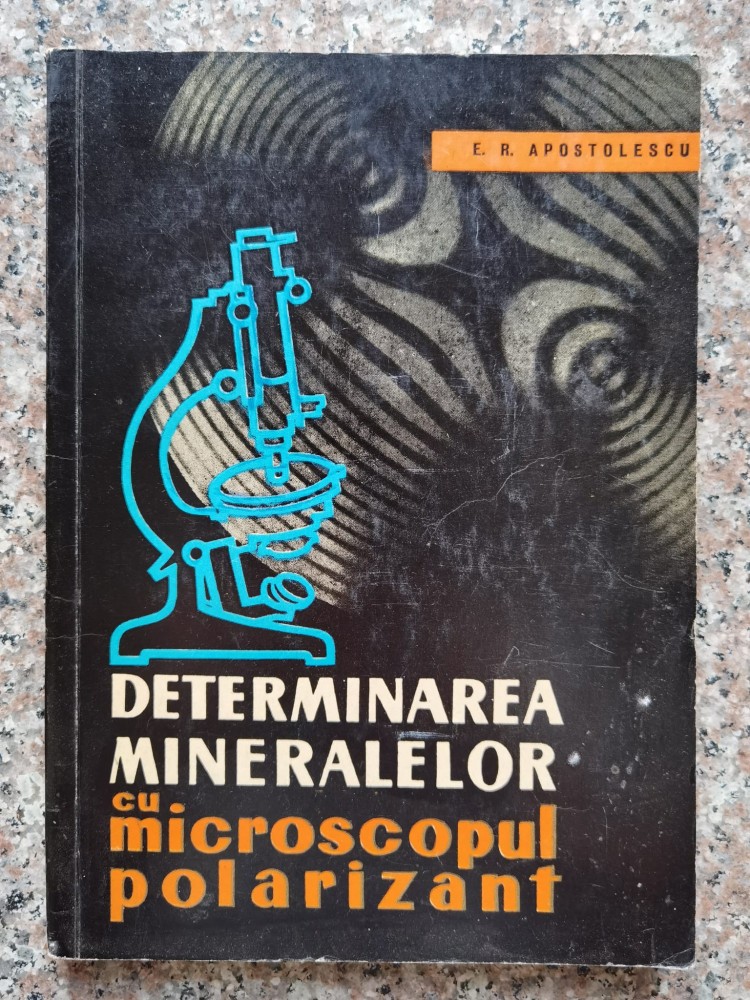 E. R. APOSTOLESCU
DETERMINAREA
MINERALELOR
cu
microscopul
polarizant